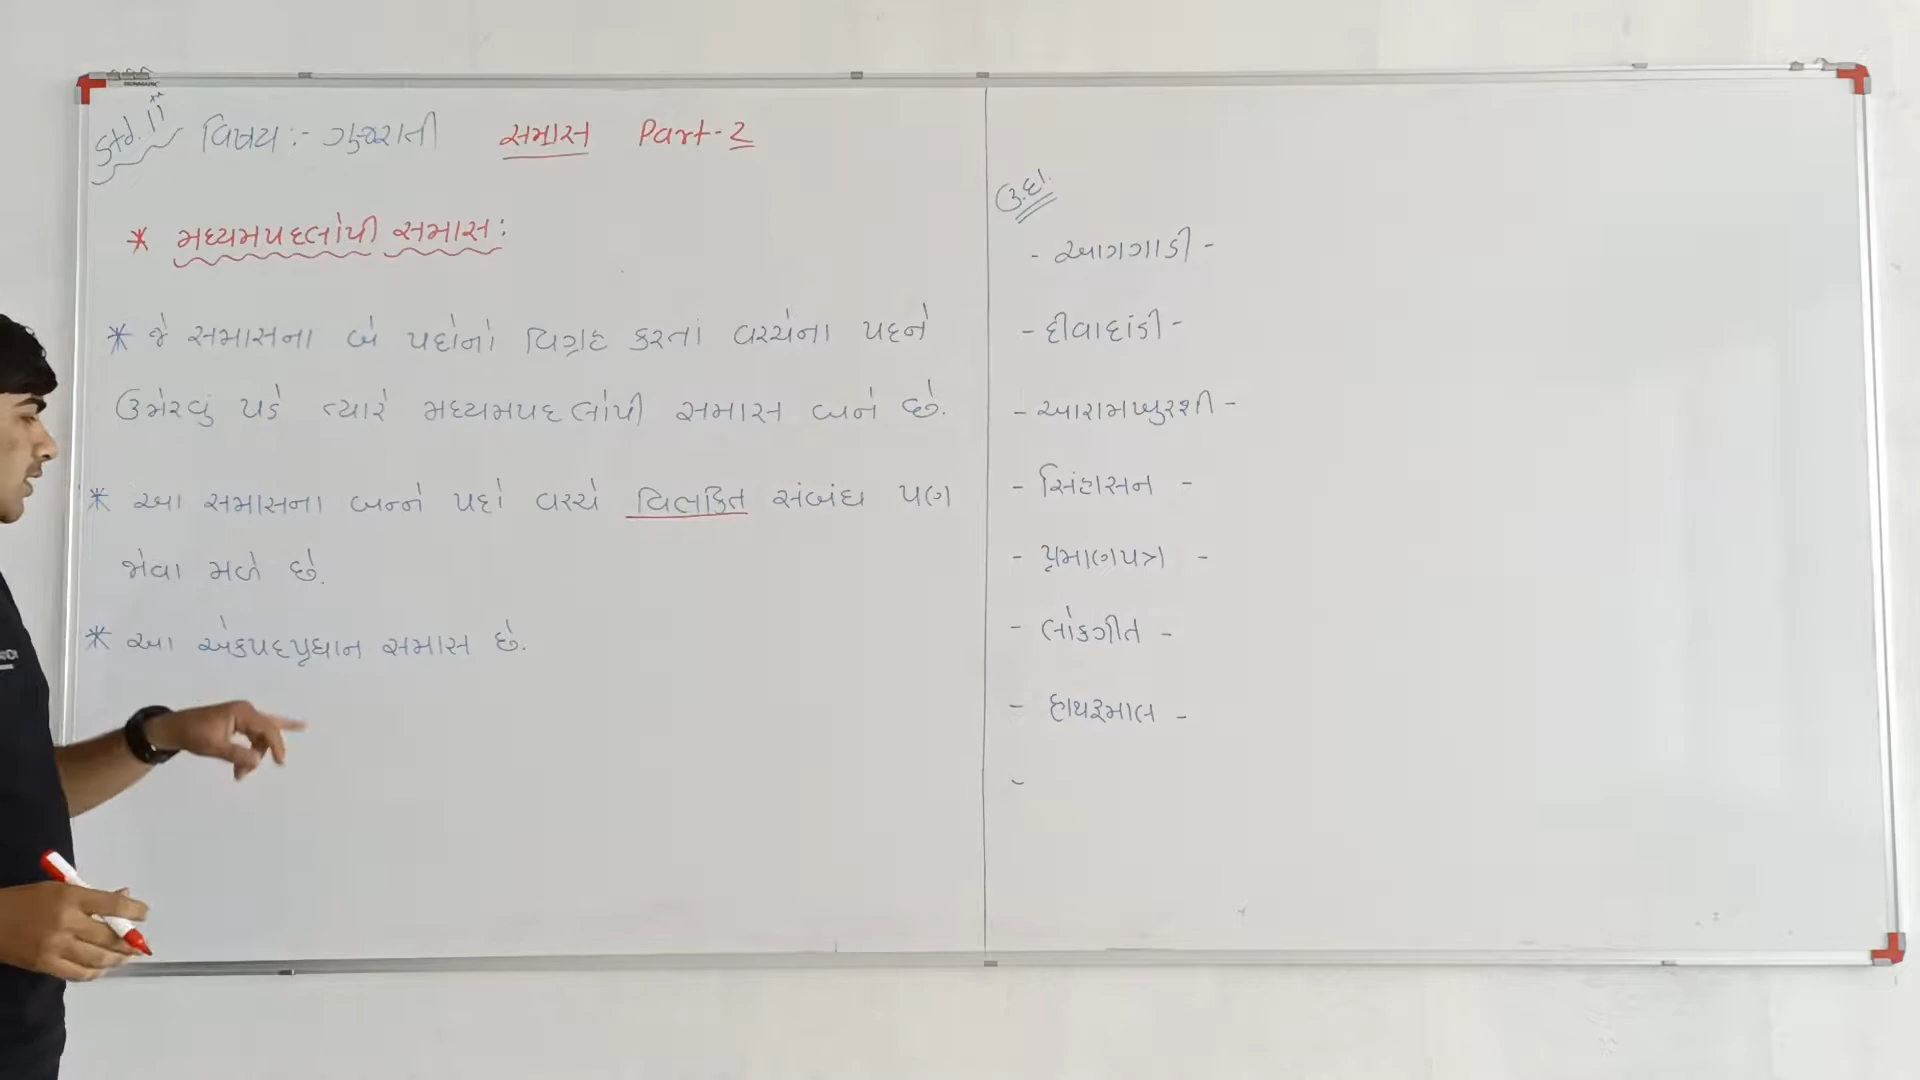 Std. 11 વિષય :- ગુજરાતી સમાસ Part-2
* મધ્યમપદલોપી સમાસ :
* જે સમાસના બે પદોનો વિગ્રહ કરતાં વચ્ચેના પદને
ઉમેરવું પડે ત્યારે મધ્યમપદલોપી સમાસ બને છે.
* આ સમાસના બન્ને પદો વચ્ચે વિભક્તિ સંબંધ પણ
જોવા મળે છે.
* આ એકપદપ્રધાન સમાસ છે.
ઉ.દા.
- આગગાડી -
- દીવાદાંડી -
- આરામખુરશી -
- સિંહાસન -
- પ્રમાણપત્ર -
- લોકગીત -
- હાથરૂમાલ -
-